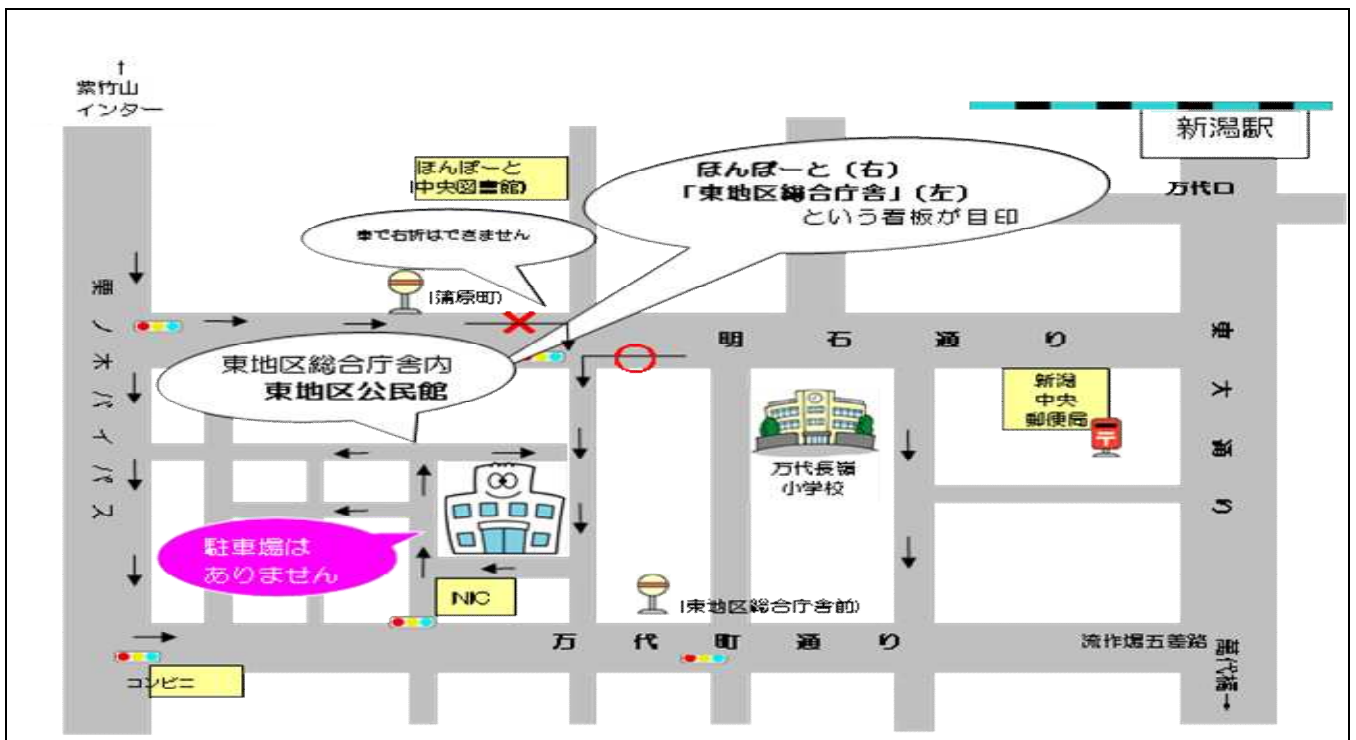 ↑
紫竹山
インター
新潟駅
万代口
ほんぽーと
(中央図書館)
ほんぽーと（右）
「東地区総合庁舎」（左）
という看板が目印
車で右折はできません
(蒲原町)
栗ノ木バイパス
明石通り
東大通り
東地区総合庁舎内
東地区公民館
新潟
中央
郵便局
万代長嶺
小学校
駐車場は
ありません
NIC
(東地区総合庁舎前)
万代町通り
流作場五差路
萬代橋→
コンビニ